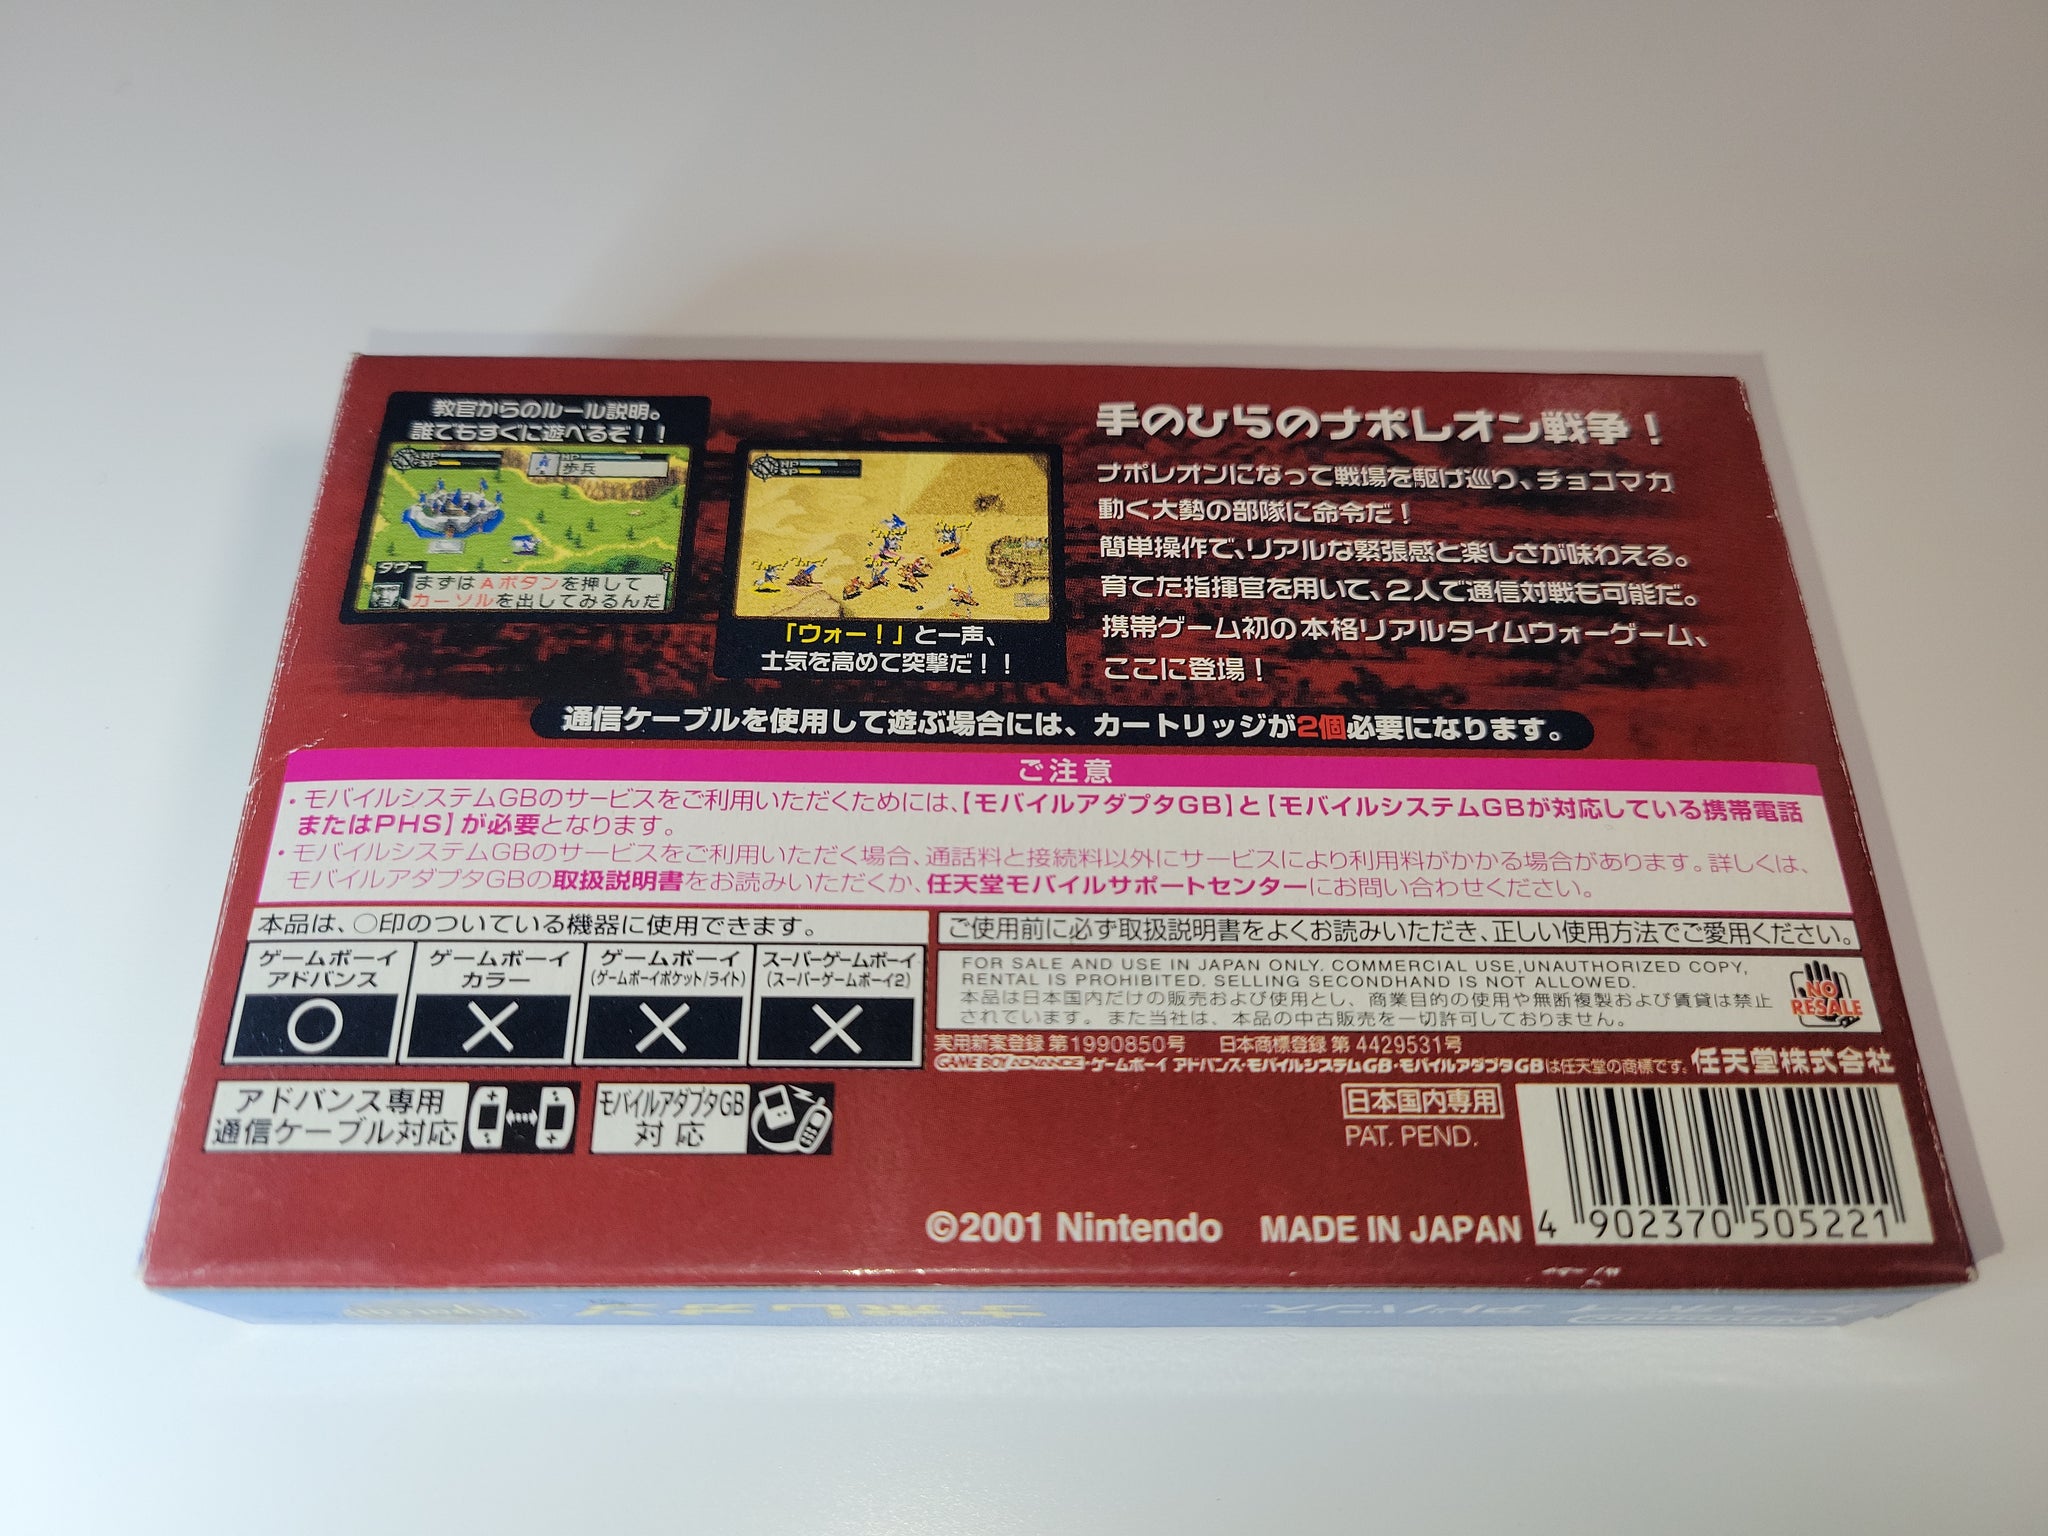 教官からのルール説明。
誰でもすぐに遊べるぞ！！
HP
SP
歩兵
タワー
まずはAボタンを押して
カーソルを出してみるんだ
HP
SP
「ウォー！」と一声、
士気を高めて突撃だ！！
手のひらのナポレオン戦争！
ナポレオンになって戦場を駆け巡り、チョコマカ
動く大勢の部隊に命令だ！
簡単操作で、リアルな緊張感と楽しさが味わえる。
育てた指揮官を用いて、2人で通信対戦も可能だ。
携帯ゲーム初の本格リアルタイムウォーゲーム、
ここに登場！
通信ケーブルを使用して遊ぶ場合には、カートリッジが2個必要になります。
ご注意
・モバイルシステムGBのサービスをご利用いただくためには、【モバイルアダプタGB】と【モバイルシステムGBが対応している携帯電話
またはPHS】が必要となります。
・モバイルシステムGBのサービスをご利用いただく場合、通話料と接続料以外にサービスにより利用料がかかる場合があります。詳しくは、
モバイルアダプタGBの取扱説明書をお読みいただくか、任天堂モバイルサポートセンターにお問い合わせください。
本品は、○印のついている機器に使用できます。
ゲームボーイ
アドバンス
○
ゲームボーイ
カラー
×
ゲームボーイ
(ゲームボーイポケット/ライト)
×
スーパーゲームボーイ
(スーパーゲームボーイ2)
×
ご使用前に必ず取扱説明書をよくお読みいただき、正しい使用方法でご愛用ください。
FOR SALE AND USE IN JAPAN ONLY. COMMERCIAL USE, UNAUTHORIZED COPY,
RENTAL IS PROHIBITED. SELLING SECONDHAND IS NOT ALLOWED.
本品は日本国内だけの販売および使用とし、商業目的の使用や無断複製および賃貸は禁止
されています。また当社は、本品の中古販売を一切許可しておりません。
NO
RESALE
実用新案登録 第1990850号 日本商標登録 第4429531号
GAME BOY ADVANCE・ゲームボーイ アドバンス・モバイルシステムGB・モバイルアダプタGBは任天堂の商標です。 任天堂株式会社
アドバンス専用
通信ケーブル対応
モバイルアダプタGB
対応
日本国内専用
PAT. PEND.
©2001 Nintendo MADE IN JAPAN
4 902370 505221
ナポレオン
Nintendo
ゲームボーイ アドバンス